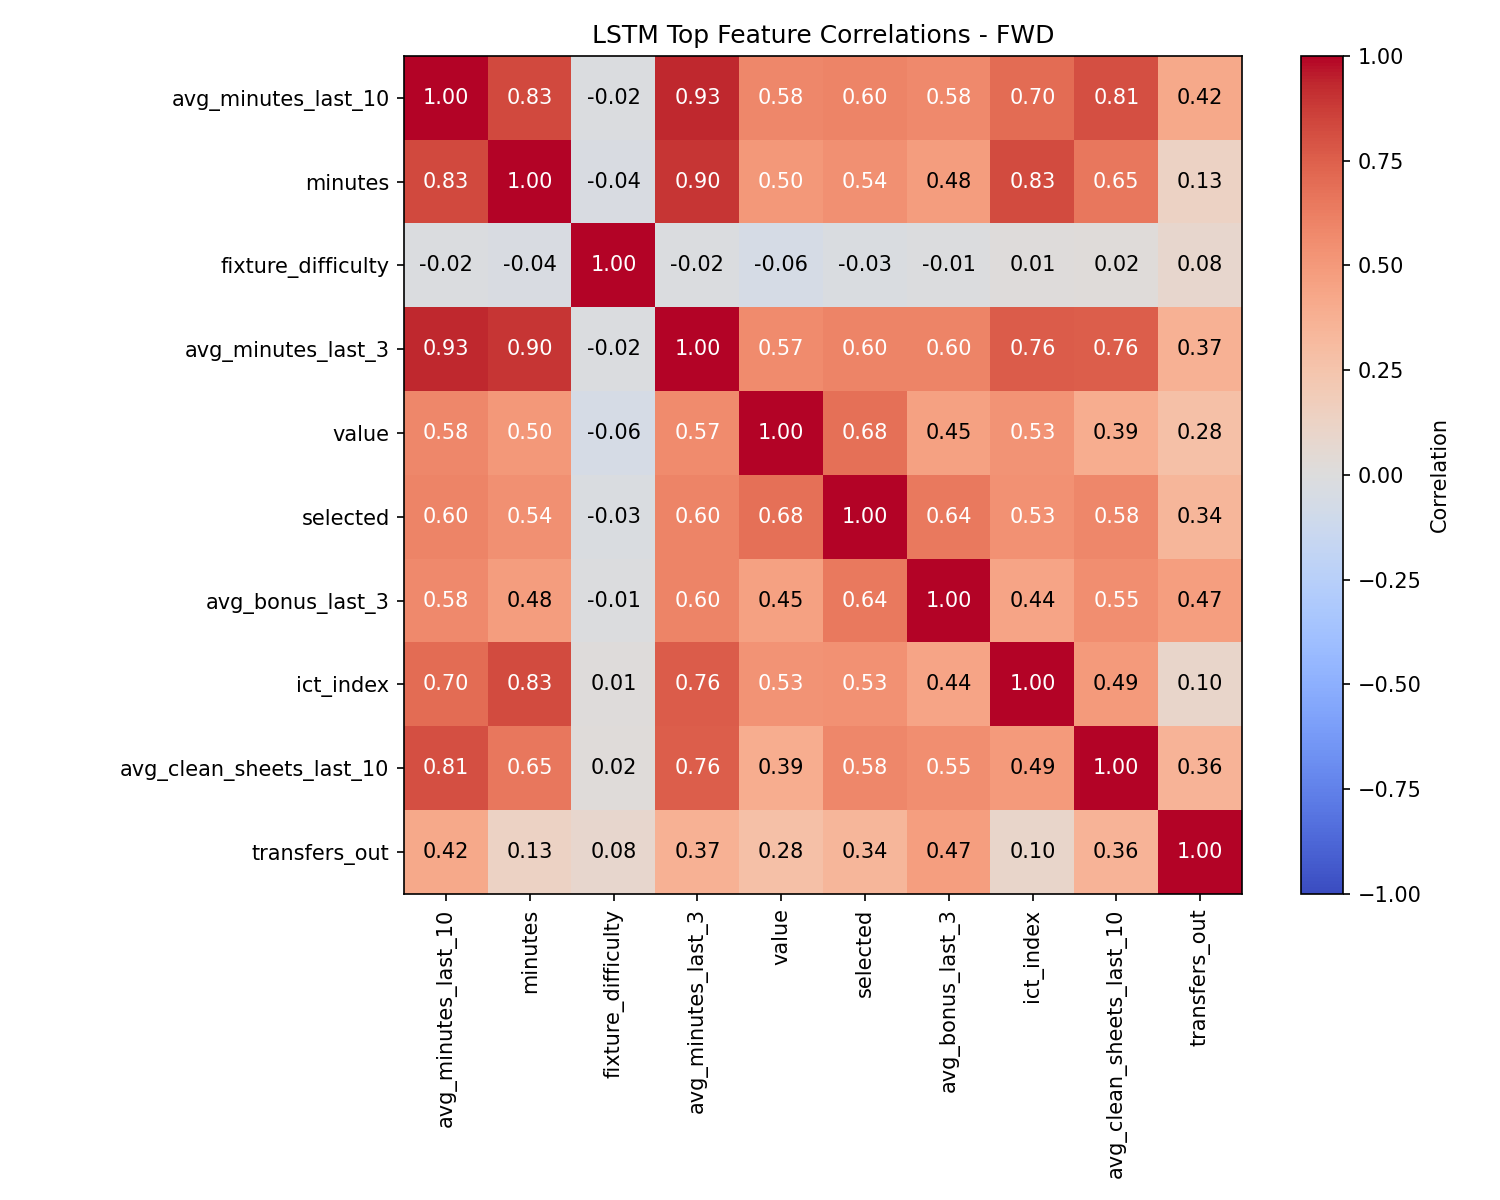 LSTM Top Feature Correlations - FWD
avg_minutes_last_10 1.00 0.83 -0.02 0.93 0.58 0.60 0.58 0.70 0.81 0.42
minutes 0.83 1.00 -0.04 0.90 0.50 0.54 0.48 0.83 0.65 0.13
fixture_difficulty -0.02 -0.04 1.00 -0.02 -0.06 -0.03 -0.01 0.01 0.02 0.08
avg_minutes_last_3 0.93 0.90 -0.02 1.00 0.57 0.60 0.60 0.76 0.76 0.37
value 0.58 0.50 -0.06 0.57 1.00 0.68 0.45 0.53 0.39 0.28
selected 0.60 0.54 -0.03 0.60 0.68 1.00 0.64 0.53 0.58 0.34
avg_bonus_last_3 0.58 0.48 -0.01 0.60 0.45 0.64 1.00 0.44 0.55 0.47
ict_index 0.70 0.83 0.01 0.76 0.53 0.53 0.44 1.00 0.49 0.10
avg_clean_sheets_last_10 0.81 0.65 0.02 0.76 0.39 0.58 0.55 0.49 1.00 0.36
transfers_out 0.42 0.13 0.08 0.37 0.28 0.34 0.47 0.10 0.36 1.00
avg_minutes_last_10
minutes
fixture_difficulty
avg_minutes_last_3
value
selected
avg_bonus_last_3
ict_index
avg_clean_sheets_last_10
transfers_out
1.00
0.75
0.50
0.25
0.00
−0.25
−0.50
−0.75
−1.00
Correlation